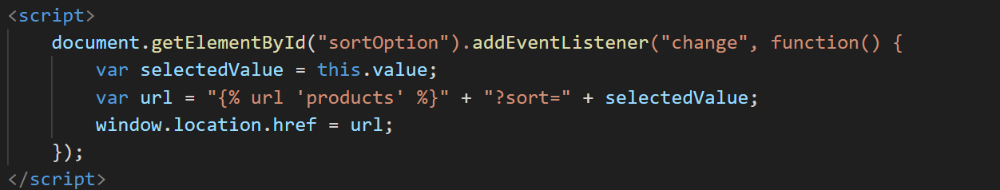 <script>
    document.getElementById("sortOption").addEventListener("change", function() {
        var selectedValue = this.value;
        var url = "{% url 'products' %}" + "?sort=" + selectedValue;
        window.location.href = url;
    });
</script>